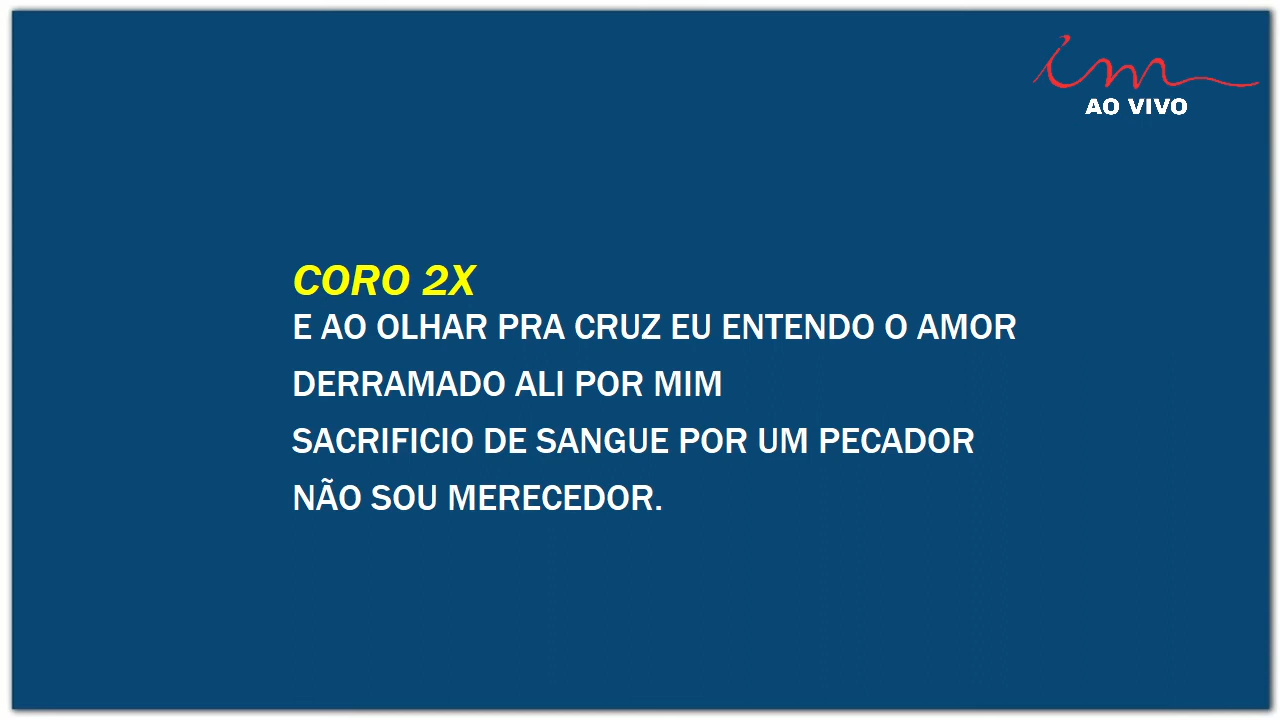 im
AO VIVO
CORO 2X
E AO OLHAR PRA CRUZ EU ENTENDO O AMOR
DERRAMADO ALI POR MIM
SACRIFICIO DE SANGUE POR UM PECADOR
NÃO SOU MERECEDOR.